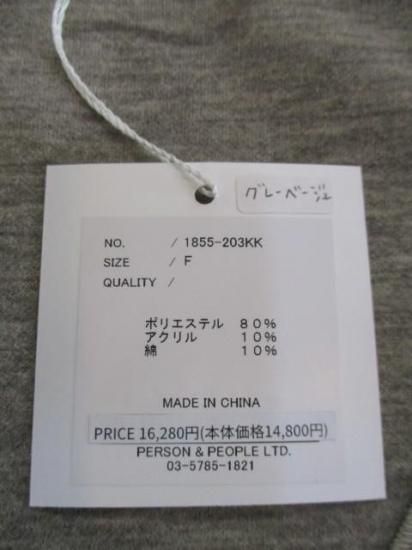 グレーベージュ
NO. / 1855-203KK
SIZE / F
QUALITY /
ポリエステル 80%
アクリル 10%
綿 10%
MADE IN CHINA
PRICE 16,280円(本体価格14,800円)
PERSON & PEOPLE LTD.
03-5785-1821